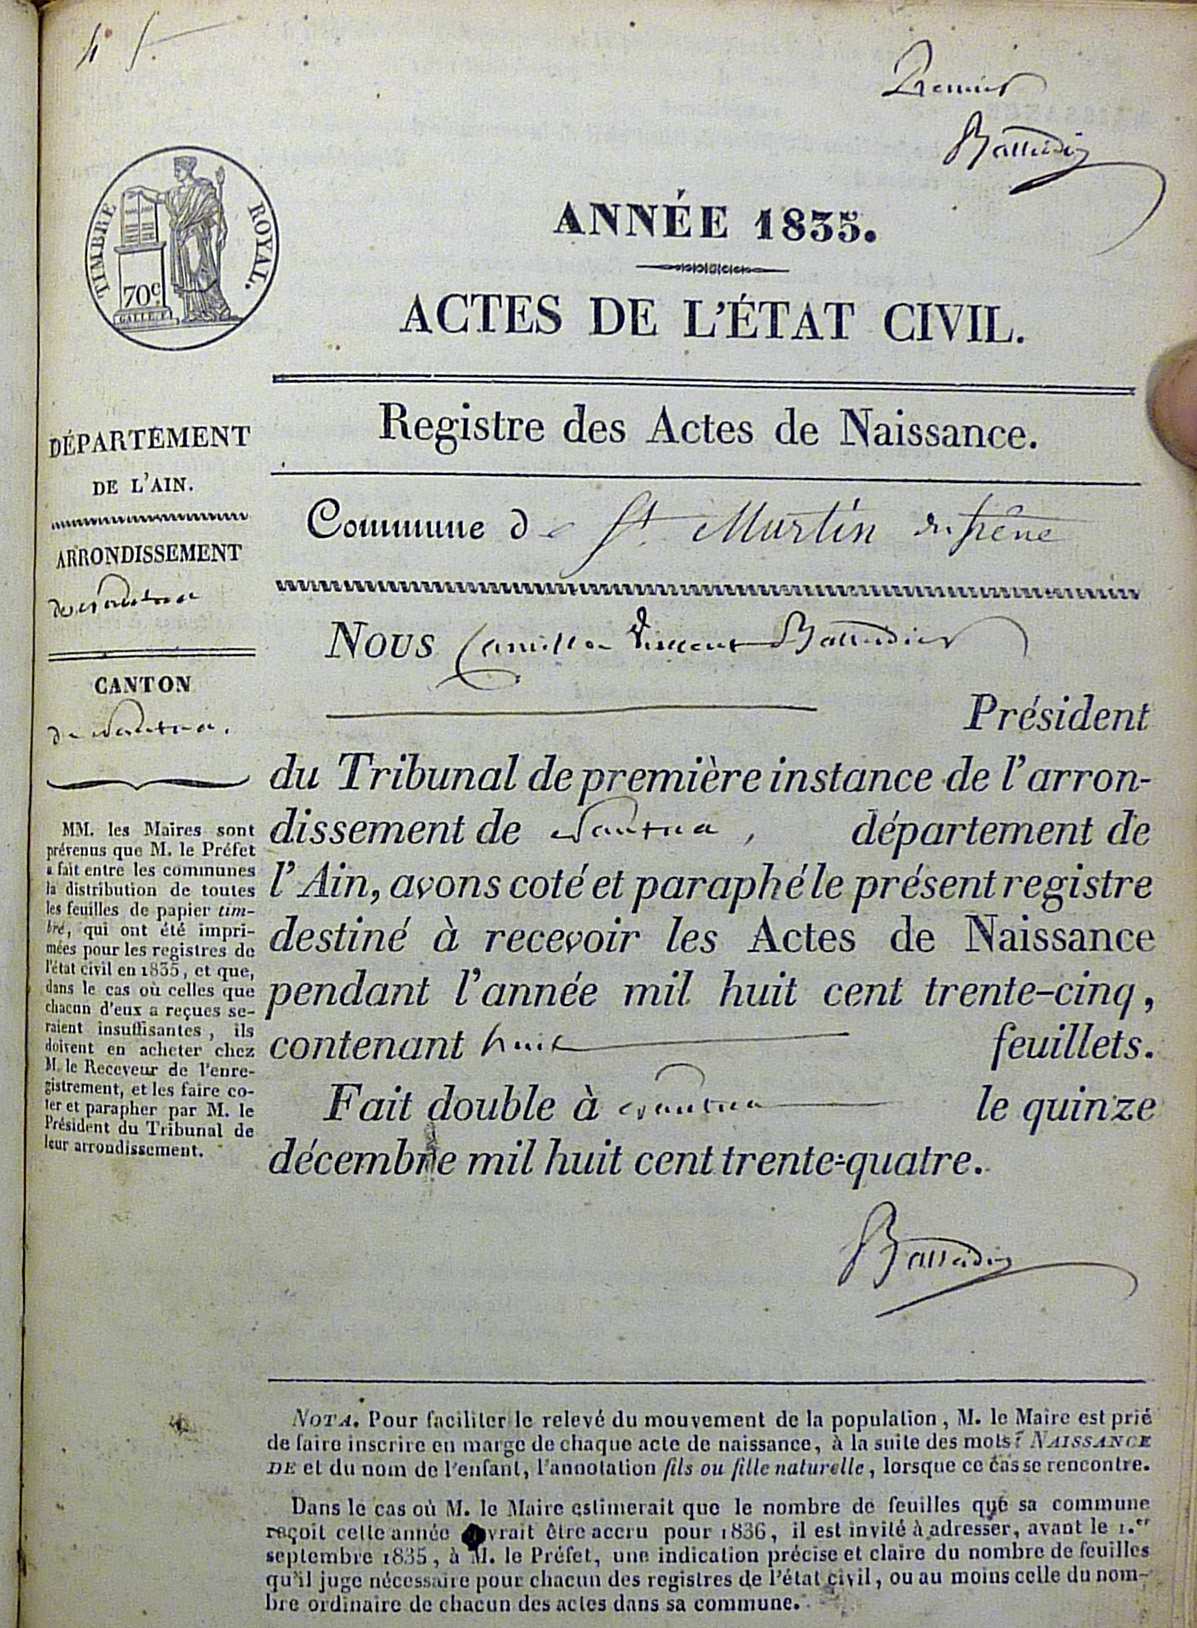 4 5
Premier
ANNÉE 1835.
TIMBRE ROYAL.
70c
GALLE F.
ACTES DE L'ÉTAT CIVIL.
Registre des Actes de Naissance.
Commune de St Martin du frêne
DÉPARTEMENT
DE L'AIN.
ARRONDISSEMENT
de Nantua
CANTON
de Nantua.
MM. les Maires sont
prévenus que M. le Préfet
a fait entre les communes
la distribution de toutes
les feuilles de papier tim-
bré, qui ont été impri-
mées pour les registres de
l'état civil en 1835, et que,
dans le cas où celles que
chacun d'eux a reçues se-
raient insuffisantes, ils
doivent en acheter chez
M. le Receveur de l'enre-
gistrement, et les faire co-
ter et parapher par M. le
Président du Tribunal de
leur arrondissement.
Nous Camille Vincent
Président
du Tribunal de première instance de l'arron-
dissement de Nantua, département de
l'Ain, avons coté et paraphé le présent registre
destiné à recevoir les Actes de Naissance
pendant l'année mil huit cent trente-cinq,
contenant huit feuillets.
Fait double à Nantua le quinze
décembre mil huit cent trente-quatre.
NOTA. Pour faciliter le relevé du mouvement de la population, M. le Maire est prié
de faire inscrire en marge de chaque acte de naissance, à la suite des mots: NAISSANCE
DE et du nom de l'enfant, l'annotation fils ou fille naturelle, lorsque ce cas se rencontre.
Dans le cas où M. le Maire estimerait que le nombre de feuilles que sa commune
reçoit cette année devrait être accru pour 1836, il est invité à adresser, avant le 1.er
septembre 1835, à M. le Préfet, une indication précise et claire du nombre de feuilles
qu'il juge nécessaire pour chacun des registres de l'état civil, ou au moins celle du nom-
bre ordinaire de chacun des actes dans sa commune.